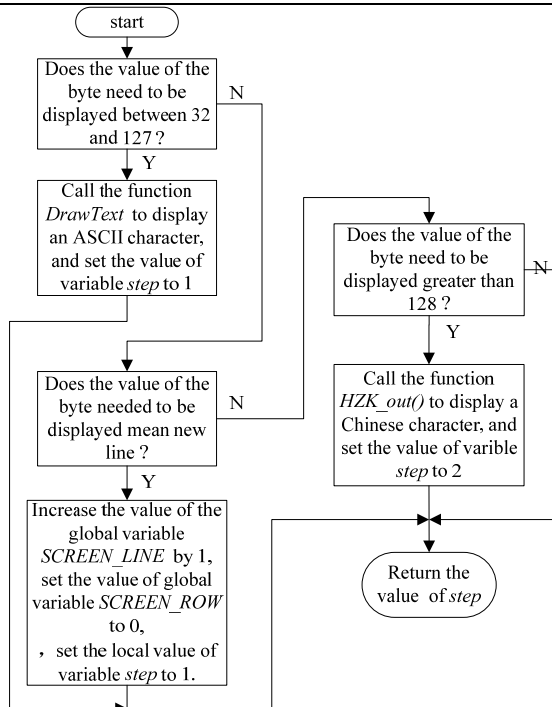 start
Does the value of the
byte need to be
displayed between 32
and 127？
N
Y
Call the function
DrawText to display
an ASCII character,
and set the value of
variable step to 1
Does the value of the
byte needed to be
displayed mean new
line？
N
Y
Increase the value of the
global variable
SCREEN_LINE by 1,
set the value of global
variable SCREEN_ROW
to 0,
，set the local value of
variable step to 1.
Does the value of the
byte need to be
displayed greater than
128？
N
Y
Call the function
HZK_out() to display a
Chinese character, and
set the value of varible
step to 2
Return the
value of step